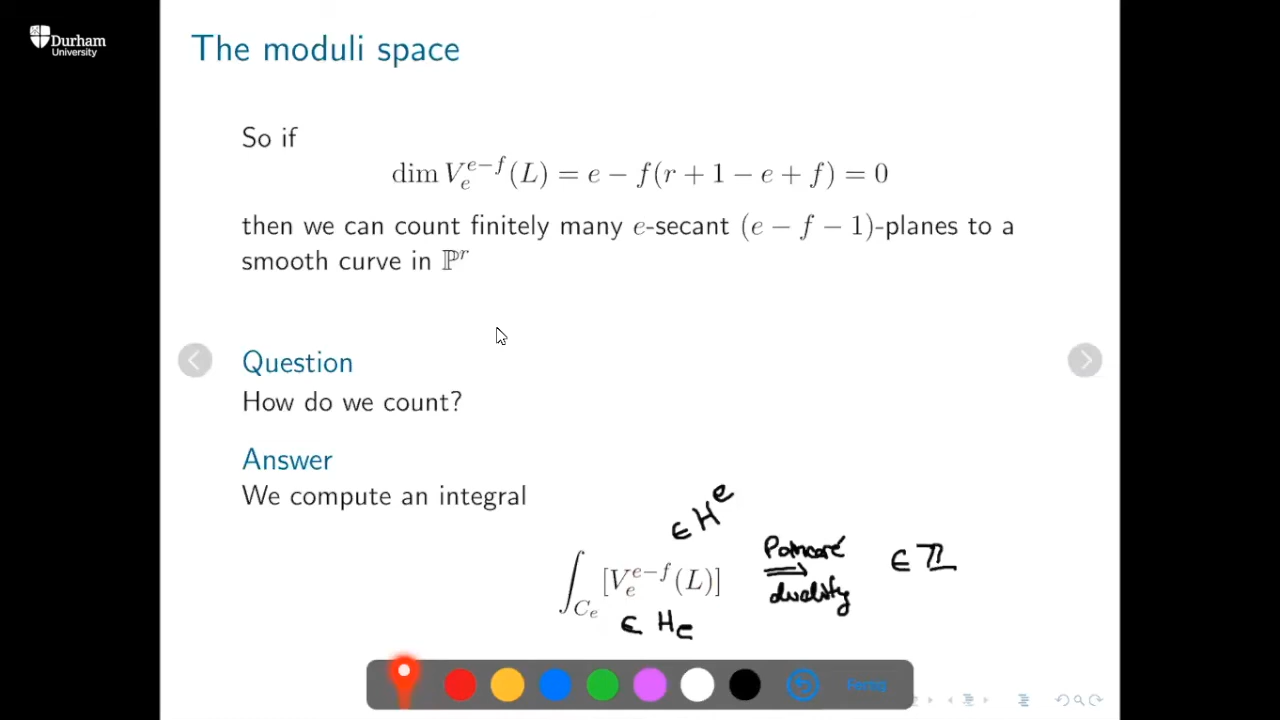 Durham
University
The moduli space
So if
dim V_e^{e−f}(L) = e − f(r + 1 − e + f) = 0
then we can count finitely many e-secant (e − f − 1)-planes to a
smooth curve in ℙ^r
Question
How do we count?
Answer
We compute an integral
∈ H^e
∫_{C_e} [V_e^{e−f}(L)] Poincaré ⇒ duality ∈ ℤ
∈ H_e